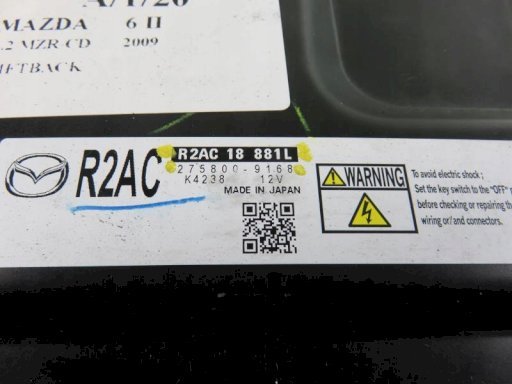 MAZDA 6 II
.2 MZR CD 2009
R2AC
R2AC 18 881L
275800-9168
K4238 12V
MADE IN JAPAN
WARNING
To avoid electric shock ;
Set the key switch to the "OFF"
before checking or repairing the
wiring or/and connectors.